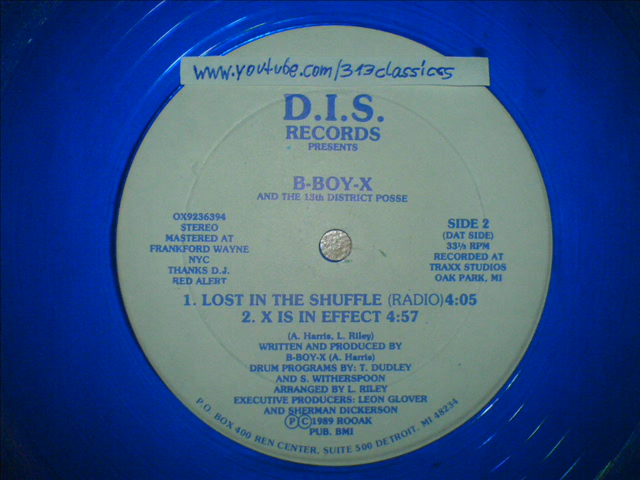 www.youtube.com/313classicss
D.I.S.
RECORDS
PRESENTS
B-BOY-X
AND THE 13th DISTRICT POSSE
OX9236394
STEREO
MASTERED AT
FRANKFORD WAYNE
NYC
THANKS D.J.
RED ALERT
SIDE 2
(DAT SIDE)
33⅓ RPM
RECORDED AT
TRAXX STUDIOS
OAK PARK, MI
1. LOST IN THE SHUFFLE (RADIO)4:05
2. X IS IN EFFECT 4:57
(A. Harris, L. Riley)
WRITTEN AND PRODUCED BY
B-BOY-X (A. Harris)
DRUM PROGRAMS BY: T. DUDLEY
AND S. WITHERSPOON
ARRANGED BY L. RILEY
EXECUTIVE PRODUCERS: LEON GLOVER
AND SHERMAN DICKERSON
Ⓟ©1989 ROOAK
PUB. BMI
P.O. BOX 400 REN CENTER, SUITE 500 DETROIT, MI 48234